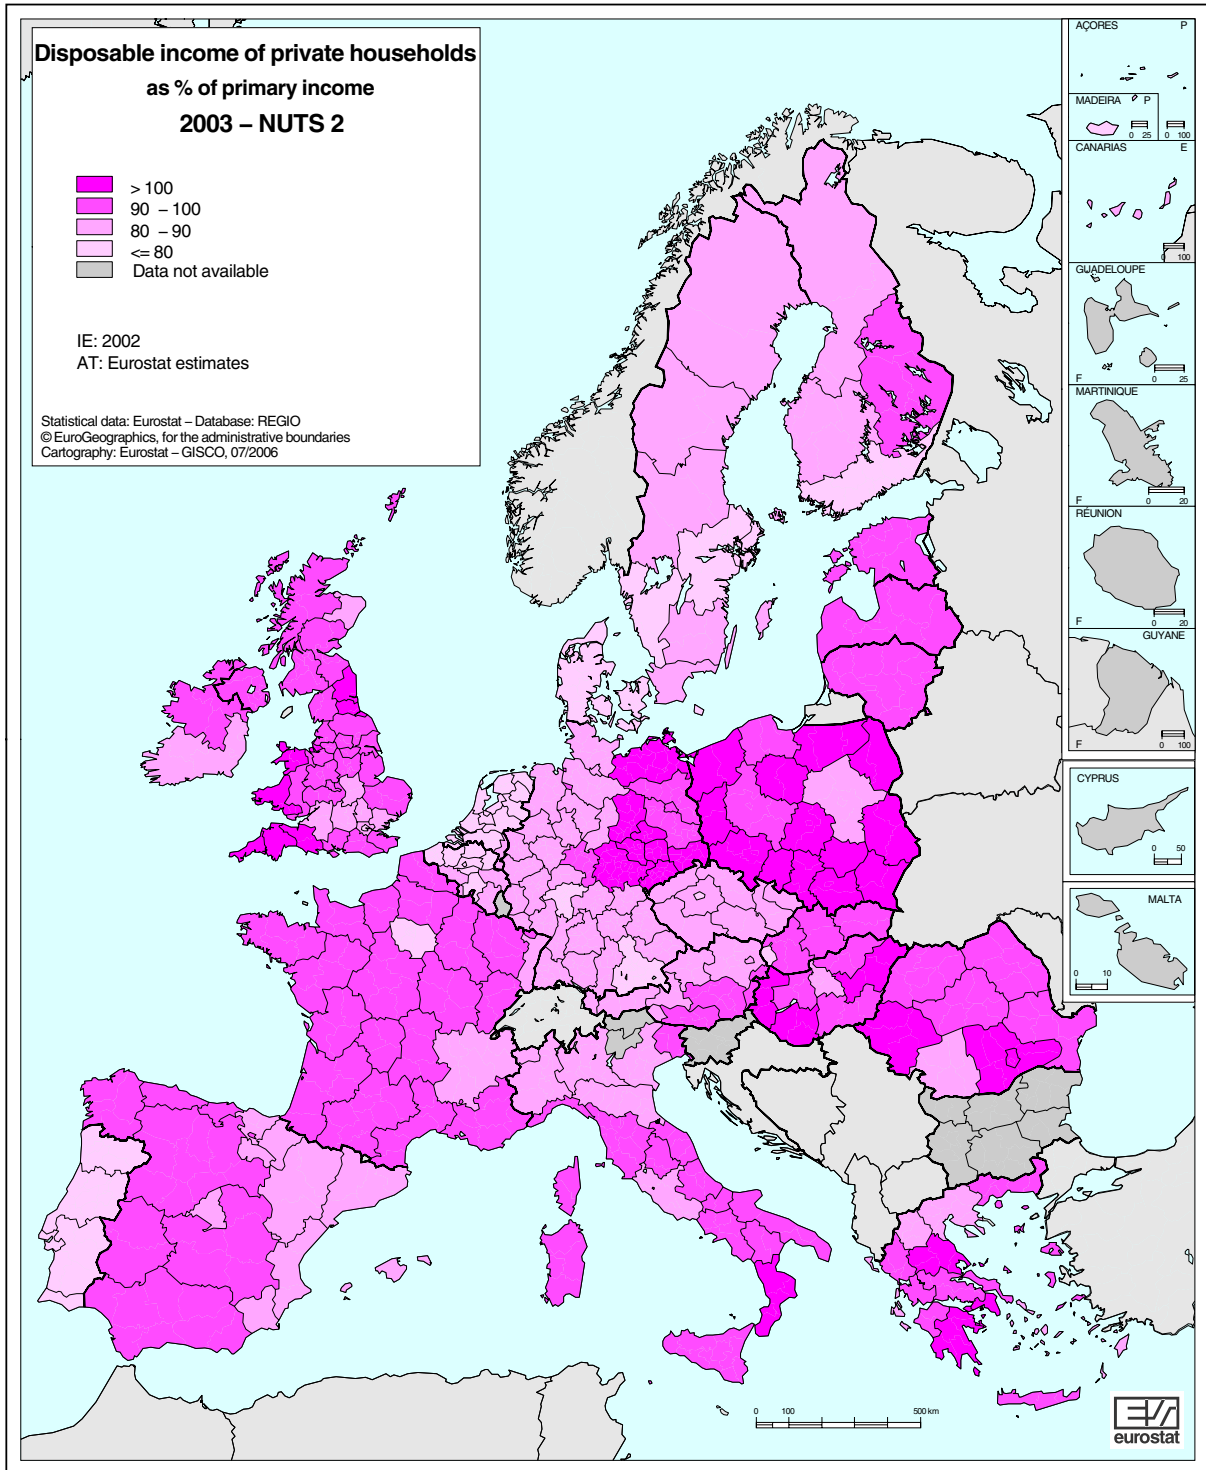 Disposable income of private households
as % of primary income
2003 – NUTS 2
> 100
90 – 100
80 – 90
<= 80
Data not available
IE: 2002
AT: Eurostat estimates
Statistical data: Eurostat – Database: REGIO
© EuroGeographics, for the administrative boundaries
Cartography: Eurostat – GISCO, 07/2006
AÇORES P
MADEIRA P
0 25 0 100
CANARIAS E
0 100
GUADELOUPE
F 0 25
MARTINIQUE
F 0 20
RÉUNION
F 0 20
GUYANE
F 0 100
CYPRUS
0 50
MALTA
0 10
0 100 500 km
eurostat